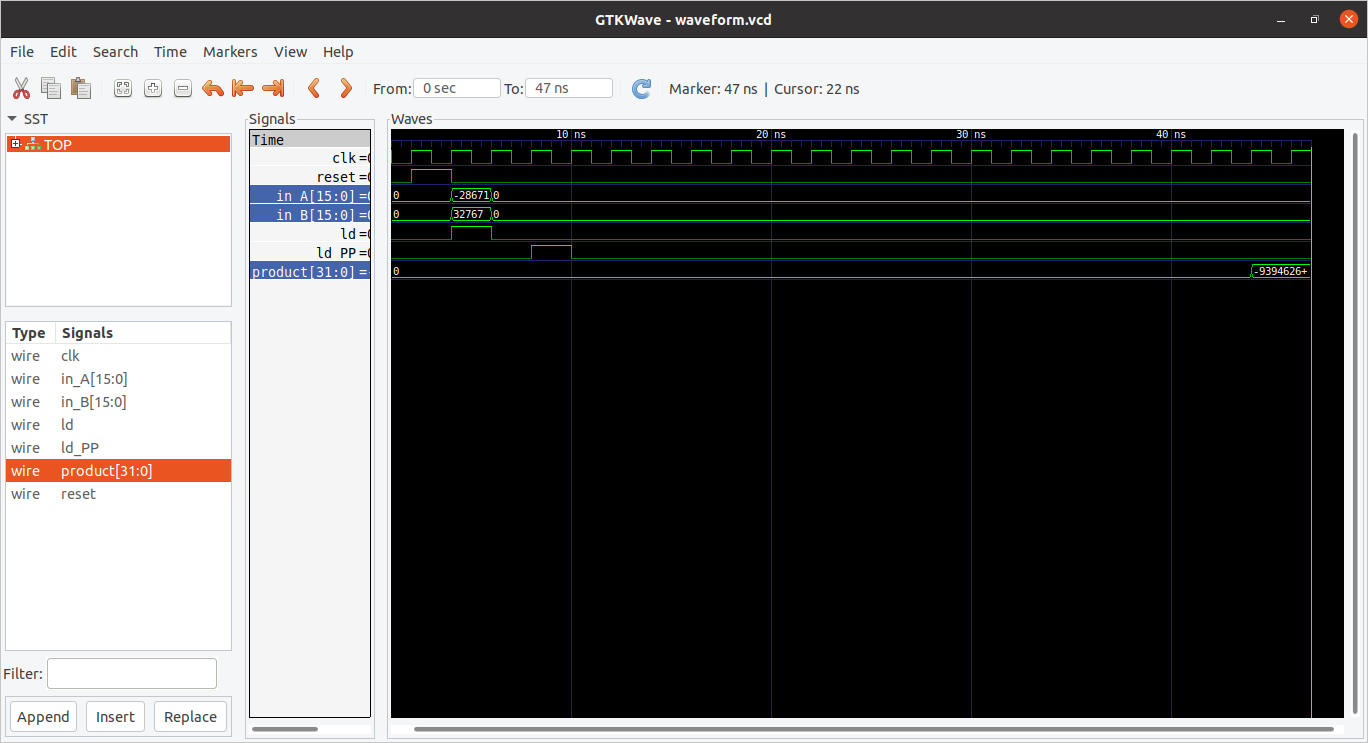 GTKWave - waveform.vcd
File Edit Search Time Markers View Help
From: 0 sec To: 47 ns Marker: 47 ns | Cursor: 22 ns
SST
TOP
Type Signals
wire clk
wire in_A[15:0]
wire in_B[15:0]
wire ld
wire ld_PP
wire product[31:0]
wire reset
Filter:
Append Insert Replace
Signals
Time
clk =0
reset =0
in_A[15:0] =0
in_B[15:0] =0
ld =0
ld_PP =0
product[31:0] =-
Waves
10 ns 20 ns 30 ns 40 ns
0 -28671 0
0 32767 0
0 -9394626+